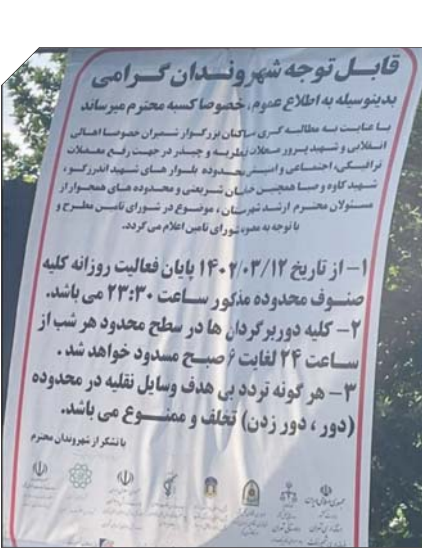 قابل توجه شهروندان گرامی
بدینوسیله به اطلاع عموم، خصوصا کسبه محترم میرساند
با عنایت به مطالبه گری ساکنان بزرگوار شمیران خصوصا اهالی
انقلابی و شهید پرور محلات قیطریه و چیذر در جهت رفع معضلات
ترافیکی، اجتماعی و امنیتی محدوده بلوار های شهید اندرزگو،
شهید کاوه و صبا همچنین خیابان شریعتی و محدوده های همجوار از
مسئولان محترم ارشد شهرستان، موضوع در شورای تامین مطرح و
با توجه به مصوبه شورای تامین اعلام می گردد.
۱- از تاریخ ۱۴۰۲/۰۳/۱۲ پایان فعالیت روزانه کلیه
صنوف محدوده مذکور ساعت ۲۳:۳۰ می باشد.
۲- کلیه دوربرگردان ها در سطح محدود هر شب از
ساعت ۲۴ لغایت ۶ صبح مسدود خواهد شد.
۳- هر گونه تردد بی هدف وسایل نقلیه در محدوده
(دور، دور زدن) تخلف و ممنوع می باشد.
با تشکر از شهروندان محترم